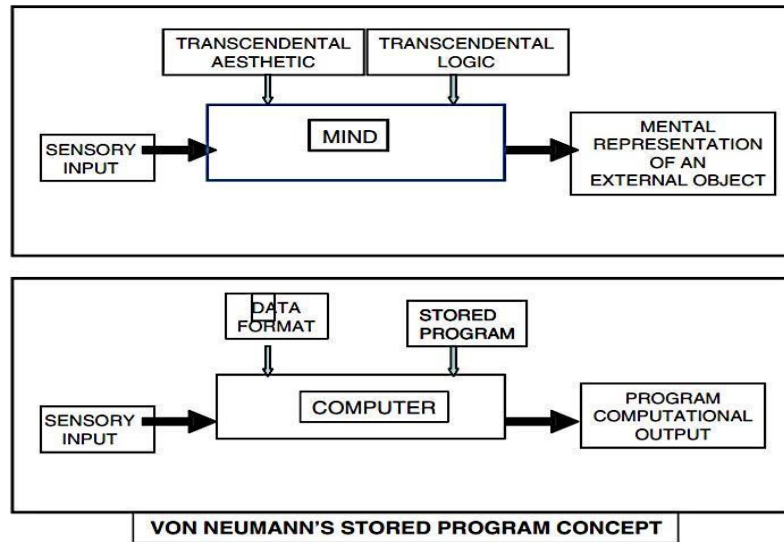 TRANSCENDENTAL
AESTHETIC
TRANSCENDENTAL
LOGIC
SENSORY
INPUT
MIND
MENTAL
REPRESENTATION
OF AN
EXTERNAL OBJECT
DATA
FORMAT
STORED
PROGRAM
SENSORY
INPUT
COMPUTER
PROGRAM
COMPUTATIONAL
OUTPUT
VON NEUMANN'S STORED PROGRAM CONCEPT